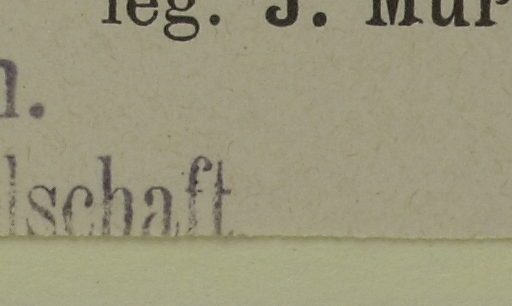 leg. J. Mur
n.
lschaft